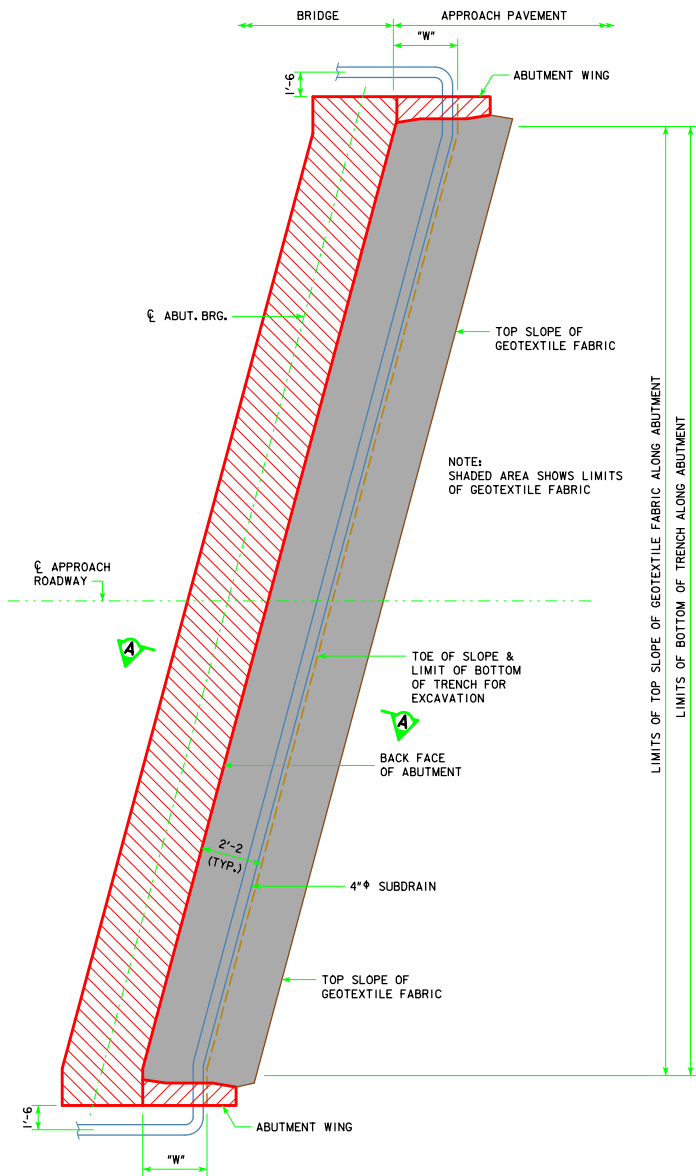 BRIDGE
APPROACH PAVEMENT
"W"
1'-6
ABUTMENT WING
℄ ABUT. BRG.
TOP SLOPE OF
GEOTEXTILE FABRIC
NOTE:
SHADED AREA SHOWS LIMITS
OF GEOTEXTILE FABRIC
LIMITS OF TOP SLOPE OF GEOTEXTILE FABRIC ALONG ABUTMENT
LIMITS OF BOTTOM OF TRENCH ALONG ABUTMENT
℄ APPROACH
ROADWAY
A
TOE OF SLOPE &
LIMIT OF BOTTOM
OF TRENCH FOR
EXCAVATION
A
BACK FACE
OF ABUTMENT
2'-2
(TYP.)
4"ϕ SUBDRAIN
TOP SLOPE OF
GEOTEXTILE FABRIC
1'-6
ABUTMENT WING
"W"